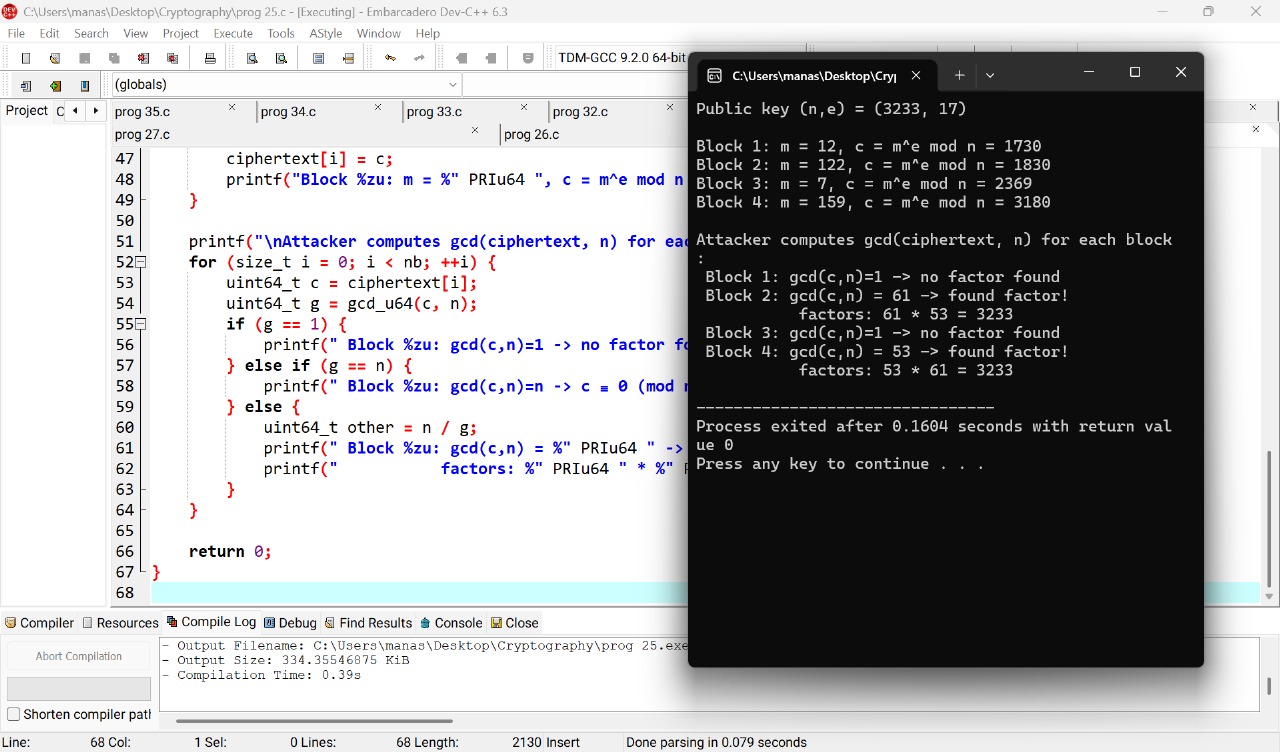 C:\Users\manas\Desktop\Cryptography\prog 25.c - [Executing] - Embarcadero Dev-C++ 6.3
File Edit Search View Project Execute Tools AStyle Window Help
TDM-GCC 9.2.0 64-bit
(globals)
Project C
prog 35.c prog 34.c prog 33.c prog 32.c
prog 27.c prog 26.c
47 ciphertext[i] = c;
48 printf("Block %zu: m = %" PRIu64 ", c = m^e mod n
49 }
50
51 printf("\nAttacker computes gcd(ciphertext, n) for eac
52 for (size_t i = 0; i < nb; ++i) {
53 uint64_t c = ciphertext[i];
54 uint64_t g = gcd_u64(c, n);
55 if (g == 1) {
56 printf(" Block %zu: gcd(c,n)=1 -> no factor fo
57 } else if (g == n) {
58 printf(" Block %zu: gcd(c,n)=n -> c ≡ 0 (mod n
59 } else {
60 uint64_t other = n / g;
61 printf(" Block %zu: gcd(c,n) = %" PRIu64 " ->
62 printf("           factors: %" PRIu64 " * %" P
63 }
64 }
65
66 return 0;
67 }
68
C:\Users\manas\Desktop\Cry
Public key (n,e) = (3233, 17)
Block 1: m = 12, c = m^e mod n = 1730
Block 2: m = 122, c = m^e mod n = 1830
Block 3: m = 7, c = m^e mod n = 2369
Block 4: m = 159, c = m^e mod n = 3180
Attacker computes gcd(ciphertext, n) for each block
:
Block 1: gcd(c,n)=1 -> no factor found
Block 2: gcd(c,n) = 61 -> found factor!
factors: 61 * 53 = 3233
Block 3: gcd(c,n)=1 -> no factor found
Block 4: gcd(c,n) = 53 -> found factor!
factors: 53 * 61 = 3233
--------------------------------
Process exited after 0.1604 seconds with return val
ue 0
Press any key to continue . . .
Compiler Resources Compile Log Debug Find Results Console Close
Abort Compilation
Shorten compiler path
- Output Filename: C:\Users\manas\Desktop\Cryptography\prog 25.exe
- Output Size: 334.35546875 KiB
- Compilation Time: 0.39s
Line: 68 Col: 1 Sel: 0 Lines: 68 Length: 2130 Insert Done parsing in 0.079 seconds